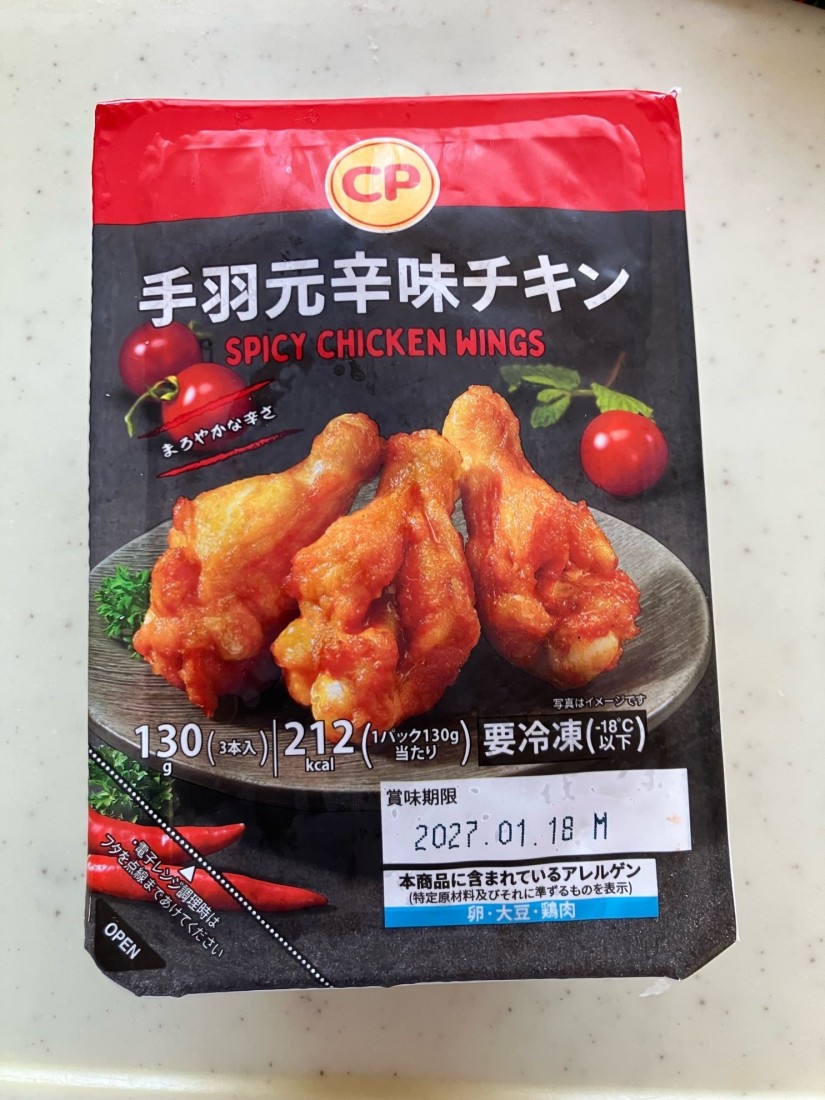 CP
手羽元辛味チキン
SPICY CHICKEN WINGS
まろやかな辛さ
写真はイメージです
130g(3本入)
212kcal(1パック130g当たり)
要冷凍(-18℃以下)
賞味期限
2027.01.18 M
本商品に含まれているアレルゲン
(特定原材料及びそれに準ずるものを表示)
卵・大豆・鶏肉
・電子レンジ調理時は
フタを点線まであけてください
OPEN